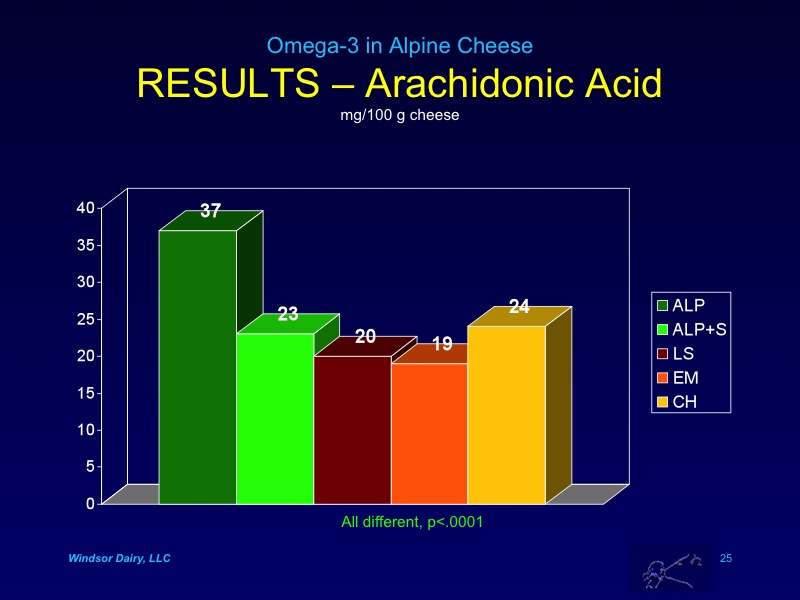 Omega-3 in Alpine Cheese
RESULTS – Arachidonic Acid
mg/100 g cheese
40
35
30
25
20
15
10
5
0
37
23
20
19
24
ALP
ALP+S
LS
EM
CH
All different, p<.0001
Windsor Dairy, LLC
25